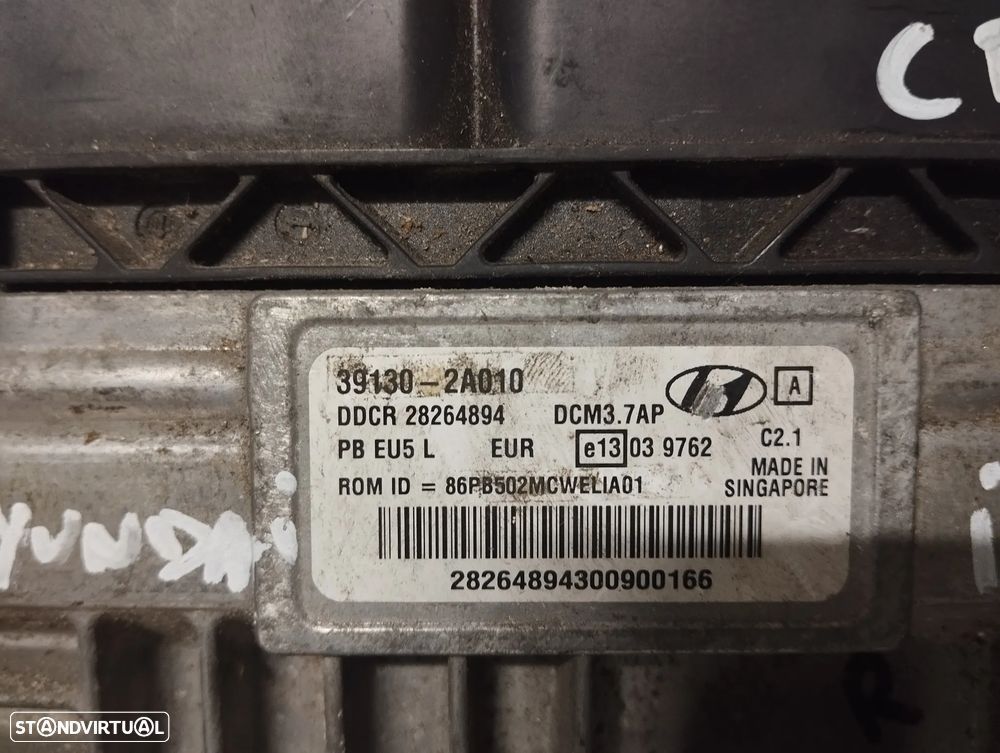 39130-2A010
DDCR 28264894 DCM3.7AP
A
PB EU5 L EUR e13 03 9762 C2.1
ROM ID = 86PB502MCWELIA01
MADE IN
SINGAPORE
28264894300900166
STANDVIRTUAL